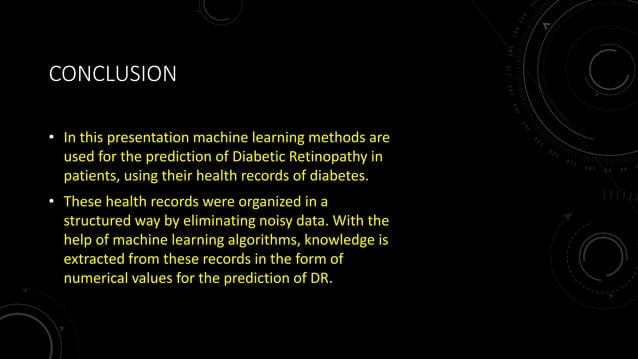 CONCLUSION
• In this presentation machine learning methods are
used for the prediction of Diabetic Retinopathy in
patients, using their health records of diabetes.
• These health records were organized in a
structured way by eliminating noisy data. With the
help of machine learning algorithms, knowledge is
extracted from these records in the form of
numerical values for the prediction of DR.